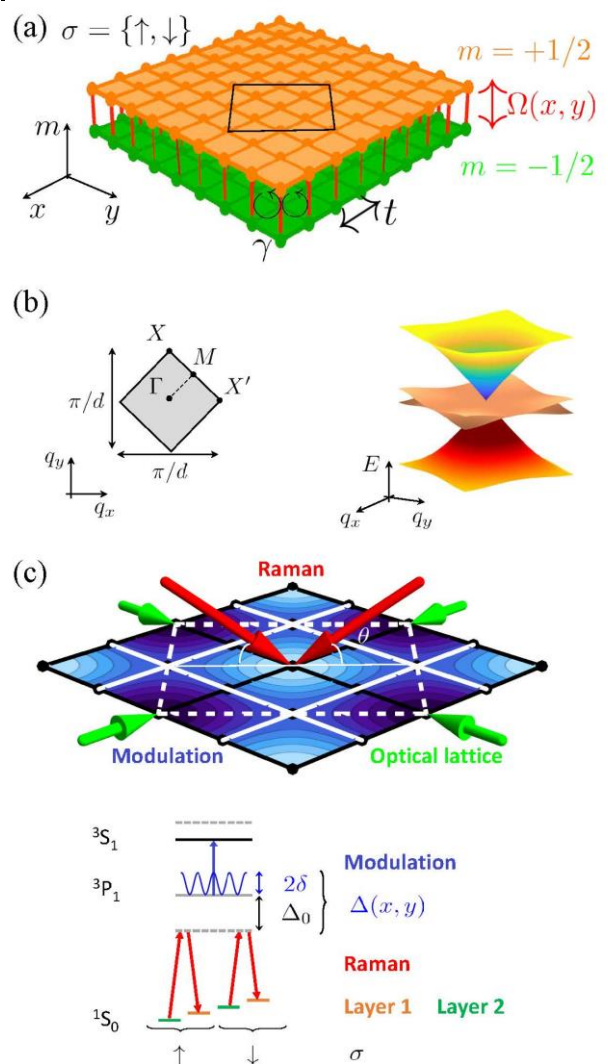 (a) σ = {↑, ↓}
m = +1/2
Ω(x, y)
m = −1/2
m
x
y
γ
t
(b)
X
M
Γ
X′
π/d
π/d
q_y
q_x
E
q_x
q_y
(c)
Raman
θ
Modulation
Optical lattice
³S₁
³P₁
2δ
Δ₀
Modulation
Δ(x, y)
Raman
Layer 1 Layer 2
¹S₀
↑ ↓ σ